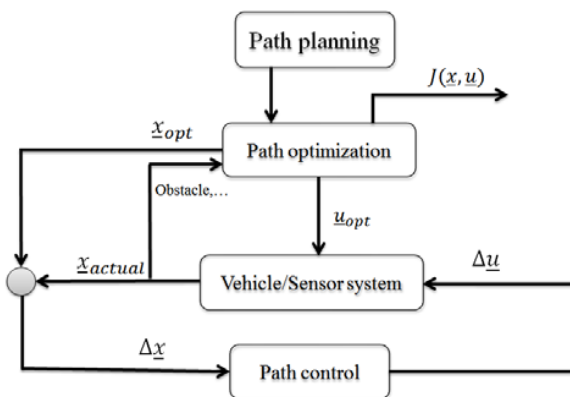 Path planning
J(x, u)
x_opt
Path optimization
Obstacle,...
u_opt
x_actual
Vehicle/Sensor system
Δu
Δx
Path control